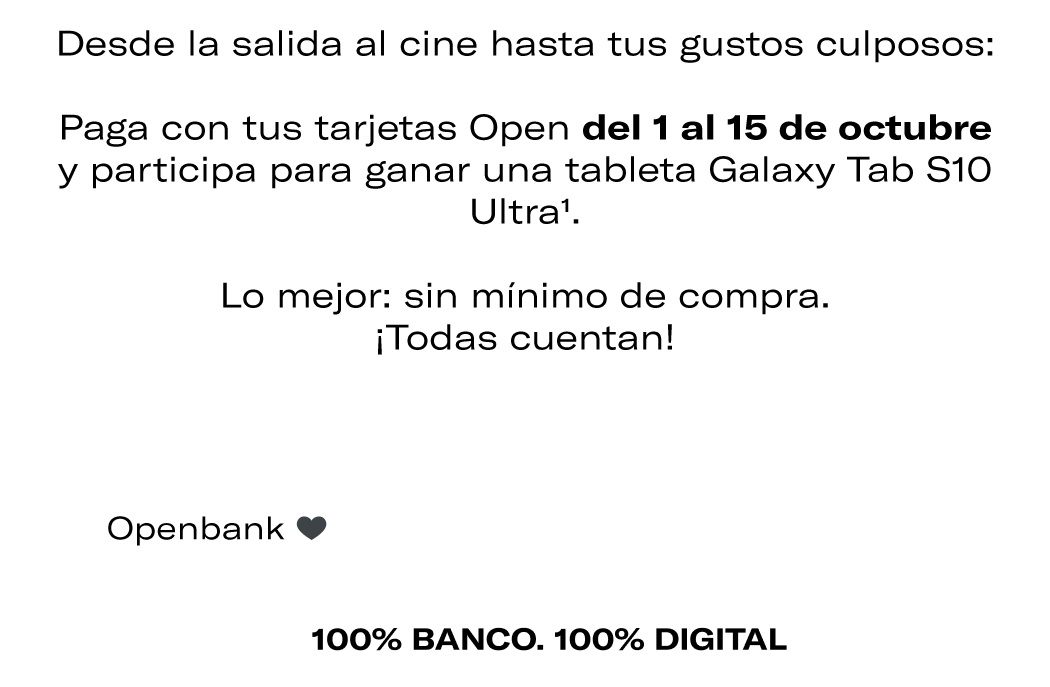 Desde la salida al cine hasta tus gustos culposos:
Paga con tus tarjetas Open del 1 al 15 de octubre
y participa para ganar una tableta Galaxy Tab S10
Ultra¹.
Lo mejor: sin mínimo de compra.
¡Todas cuentan!
Openbank 🖤
100% BANCO. 100% DIGITAL